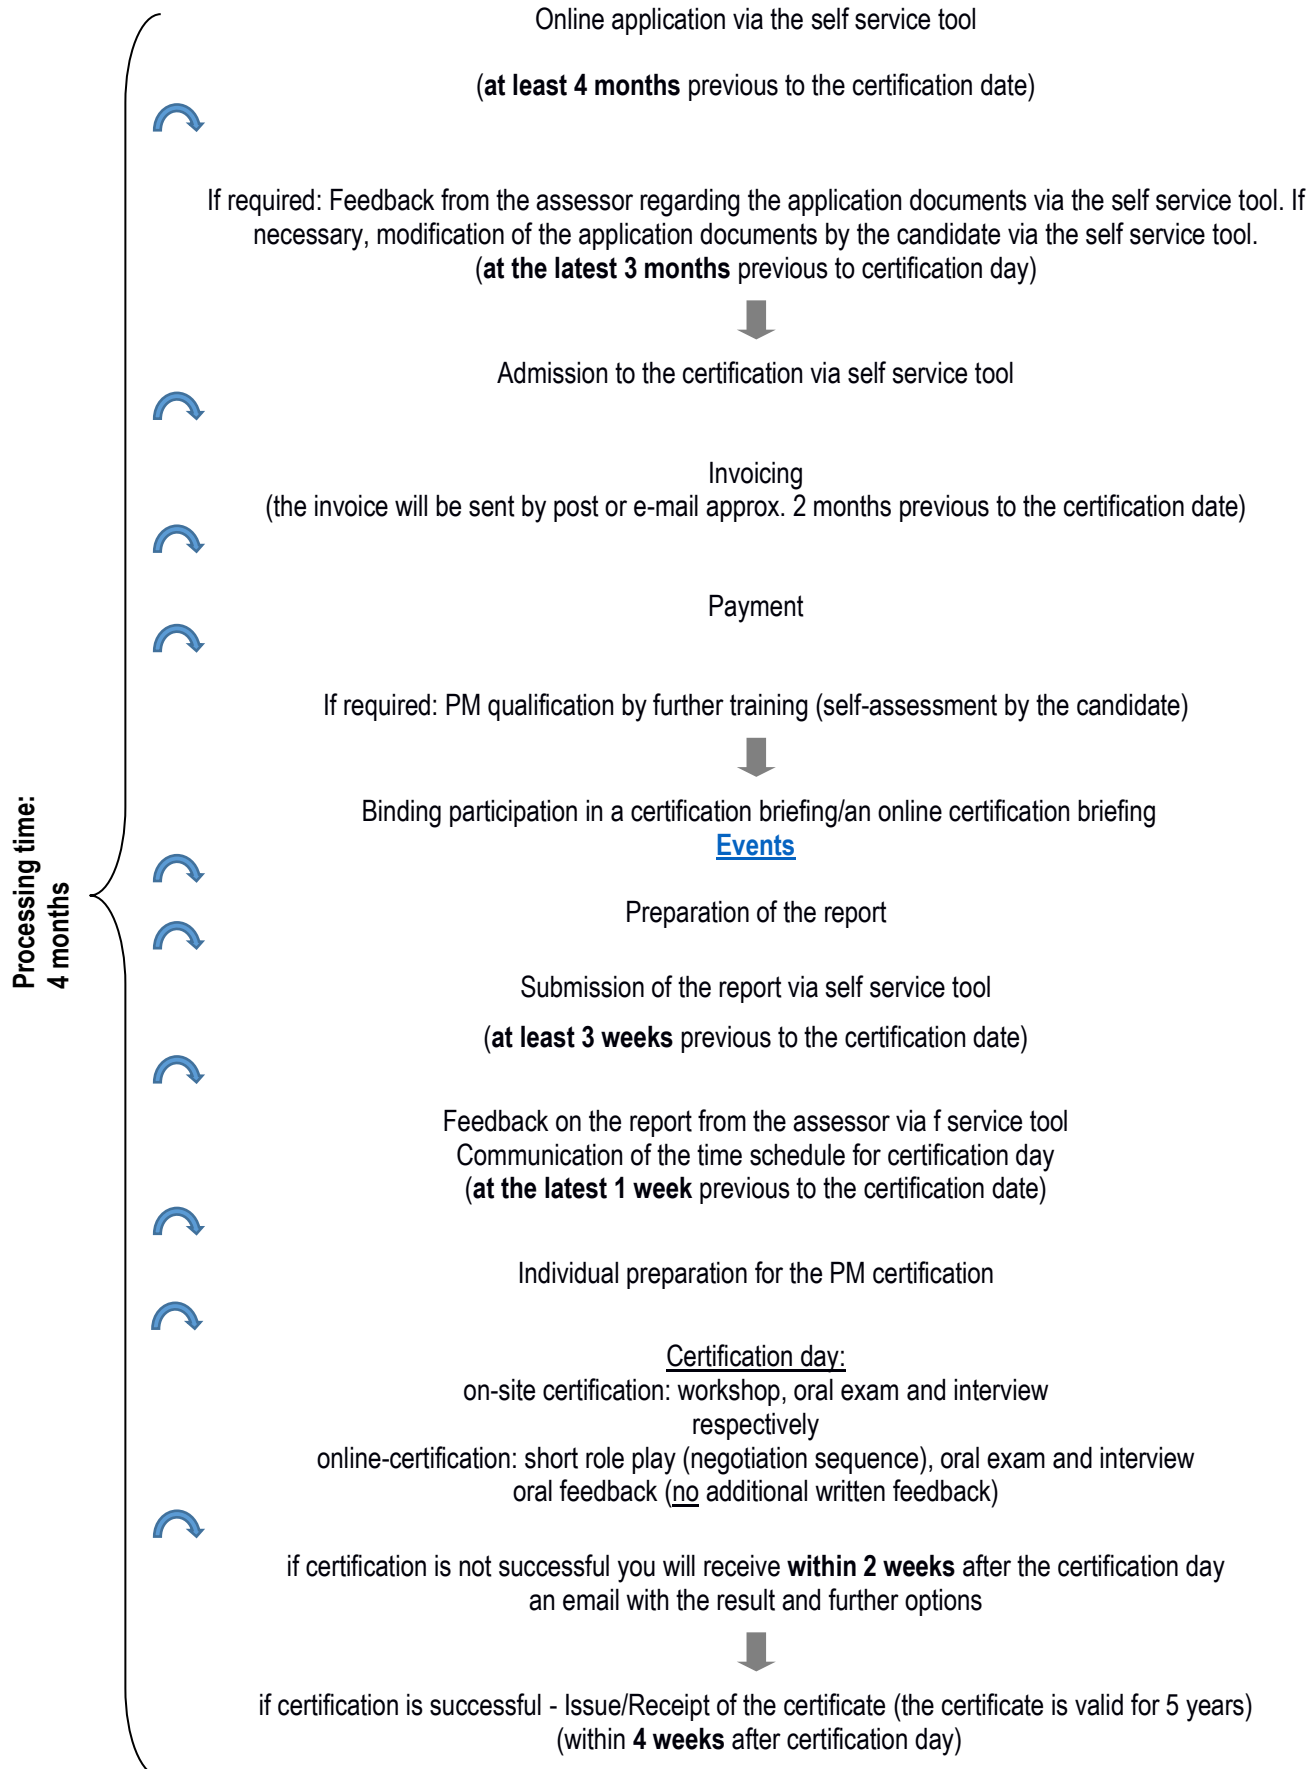 Online application via the self service tool
(at least 4 months previous to the certification date)
If required: Feedback from the assessor regarding the application documents via the self service tool. If
necessary, modification of the application documents by the candidate via the self service tool.
(at the latest 3 months previous to certification day)
Admission to the certification via self service tool
Invoicing
(the invoice will be sent by post or e-mail approx. 2 months previous to the certification date)
Payment
If required: PM qualification by further training (self-assessment by the candidate)
Binding participation in a certification briefing/an online certification briefing
Events
Processing time:
4 months
Preparation of the report
Submission of the report via self service tool
(at least 3 weeks previous to the certification date)
Feedback on the report from the assessor via f service tool
Communication of the time schedule for certification day
(at the latest 1 week previous to the certification date)
Individual preparation for the PM certification
Certification day:
on-site certification: workshop, oral exam and interview
respectively
online-certification: short role play (negotiation sequence), oral exam and interview
oral feedback (no additional written feedback)
if certification is not successful you will receive within 2 weeks after the certification day
an email with the result and further options
if certification is successful - Issue/Receipt of the certificate (the certificate is valid for 5 years)
(within 4 weeks after certification day)